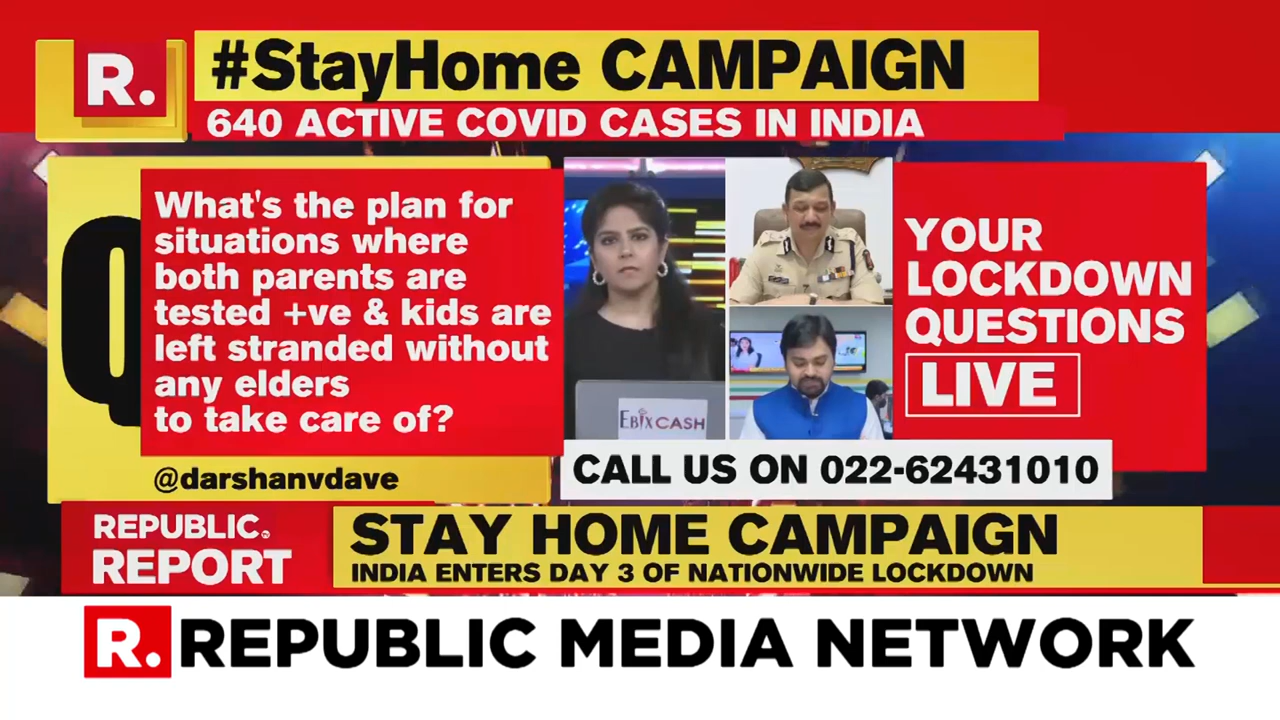 R.
#StayHome CAMPAIGN
640 ACTIVE COVID CASES IN INDIA
Q
What's the plan for
situations where
both parents are
tested +ve & kids are
left stranded without
any elders
to take care of?
@darshanvdave
EBIXCASH
YOUR
LOCKDOWN
QUESTIONS
LIVE
CALL US ON 022-62431010
REPUBLIC TV
REPORT
STAY HOME CAMPAIGN
INDIA ENTERS DAY 3 OF NATIONWIDE LOCKDOWN
R. REPUBLIC MEDIA NETWORK